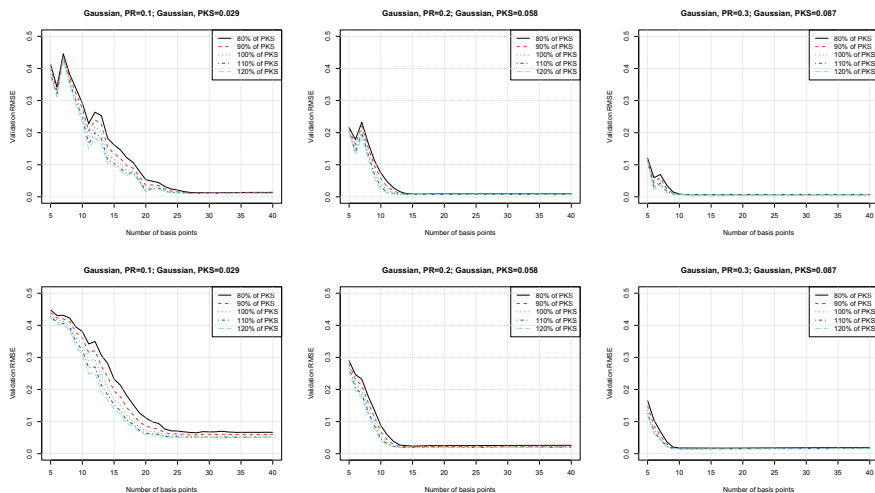 Gaussian, PR=0.1; Gaussian, PKS=0.029
Validation RMSE
0.0 0.1 0.2 0.3 0.4 0.5
80% of PKS
90% of PKS
100% of PKS
110% of PKS
120% of PKS
5 10 15 20 25 30 35 40
Number of basis points
Gaussian, PR=0.2; Gaussian, PKS=0.058
Validation RMSE
0.0 0.1 0.2 0.3 0.4 0.5
80% of PKS
90% of PKS
100% of PKS
110% of PKS
120% of PKS
5 10 15 20 25 30 35 40
Number of basis points
Gaussian, PR=0.3; Gaussian, PKS=0.087
Validation RMSE
0.0 0.1 0.2 0.3 0.4 0.5
80% of PKS
90% of PKS
100% of PKS
110% of PKS
120% of PKS
5 10 15 20 25 30 35 40
Number of basis points
Gaussian, PR=0.1; Gaussian, PKS=0.029
Validation RMSE
0.0 0.1 0.2 0.3 0.4 0.5
80% of PKS
90% of PKS
100% of PKS
110% of PKS
120% of PKS
5 10 15 20 25 30 35 40
Number of basis points
Gaussian, PR=0.2; Gaussian, PKS=0.058
Validation RMSE
0.0 0.1 0.2 0.3 0.4 0.5
80% of PKS
90% of PKS
100% of PKS
110% of PKS
120% of PKS
5 10 15 20 25 30 35 40
Number of basis points
Gaussian, PR=0.3; Gaussian, PKS=0.087
Validation RMSE
0.0 0.1 0.2 0.3 0.4 0.5
80% of PKS
90% of PKS
100% of PKS
110% of PKS
120% of PKS
5 10 15 20 25 30 35 40
Number of basis points